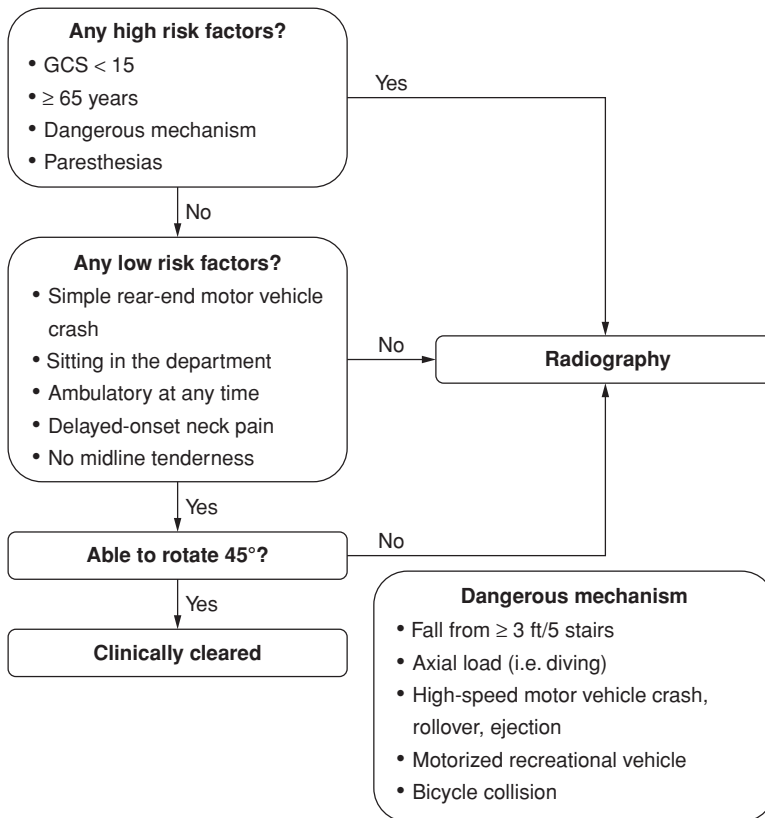 Any high risk factors?
• GCS < 15
• ≥ 65 years
• Dangerous mechanism
• Paresthesias
Yes
No
Any low risk factors?
• Simple rear-end motor vehicle
crash
• Sitting in the department
• Ambulatory at any time
• Delayed-onset neck pain
• No midline tenderness
No
Radiography
Yes
Able to rotate 45°?
No
Yes
Clinically cleared
Dangerous mechanism
• Fall from ≥ 3 ft/5 stairs
• Axial load (i.e. diving)
• High-speed motor vehicle crash,
rollover, ejection
• Motorized recreational vehicle
• Bicycle collision